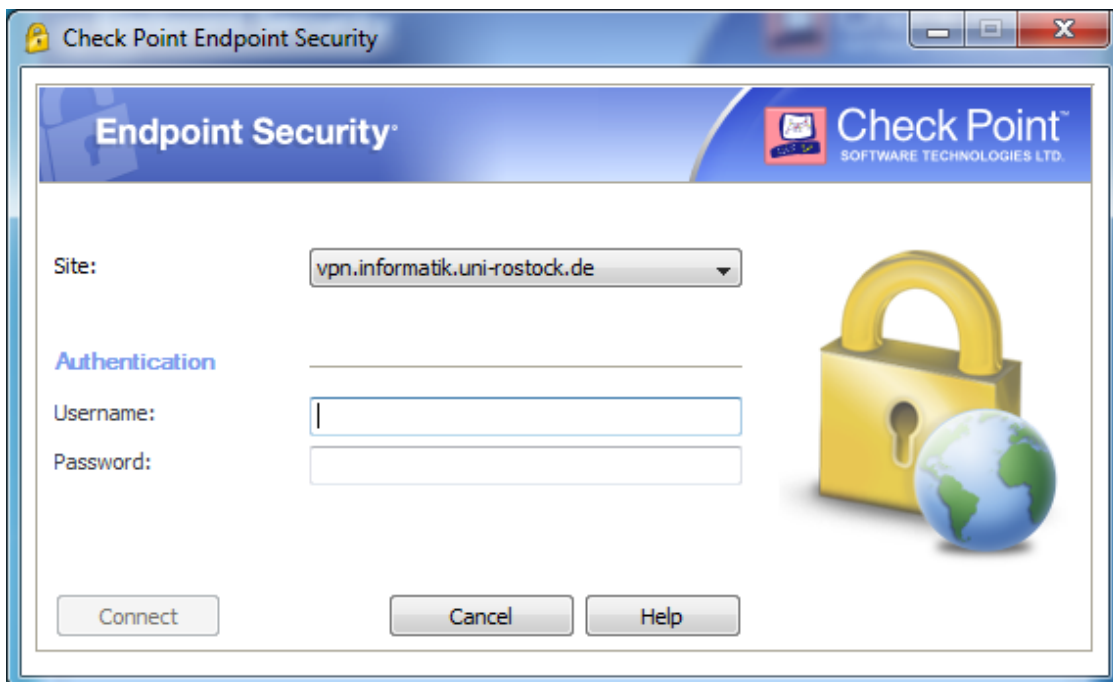 Check Point Endpoint Security
Endpoint Security
Check Point™
SOFTWARE TECHNOLOGIES LTD.
Site:
vpn.informatik.uni-rostock.de
Authentication
Username:
Password:
Connect
Cancel
Help